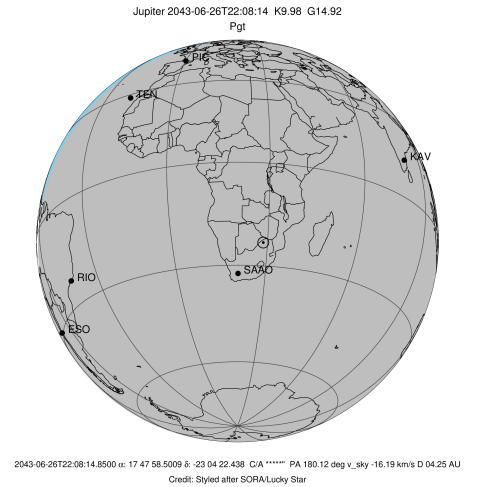 Jupiter 2043-06-26T22:08:14 K9.98 G14.92
Pgt
PIC
TEN
KAV
SAAO
RIO
ESO
2043-06-26T22:08:14.8500 α: 17 47 58.5009 δ: -23 04 22.438 C/A *****" PA 180.12 deg v_sky -16.19 km/s D 04.25 AU
Credit: Styled after SORA/Lucky Star